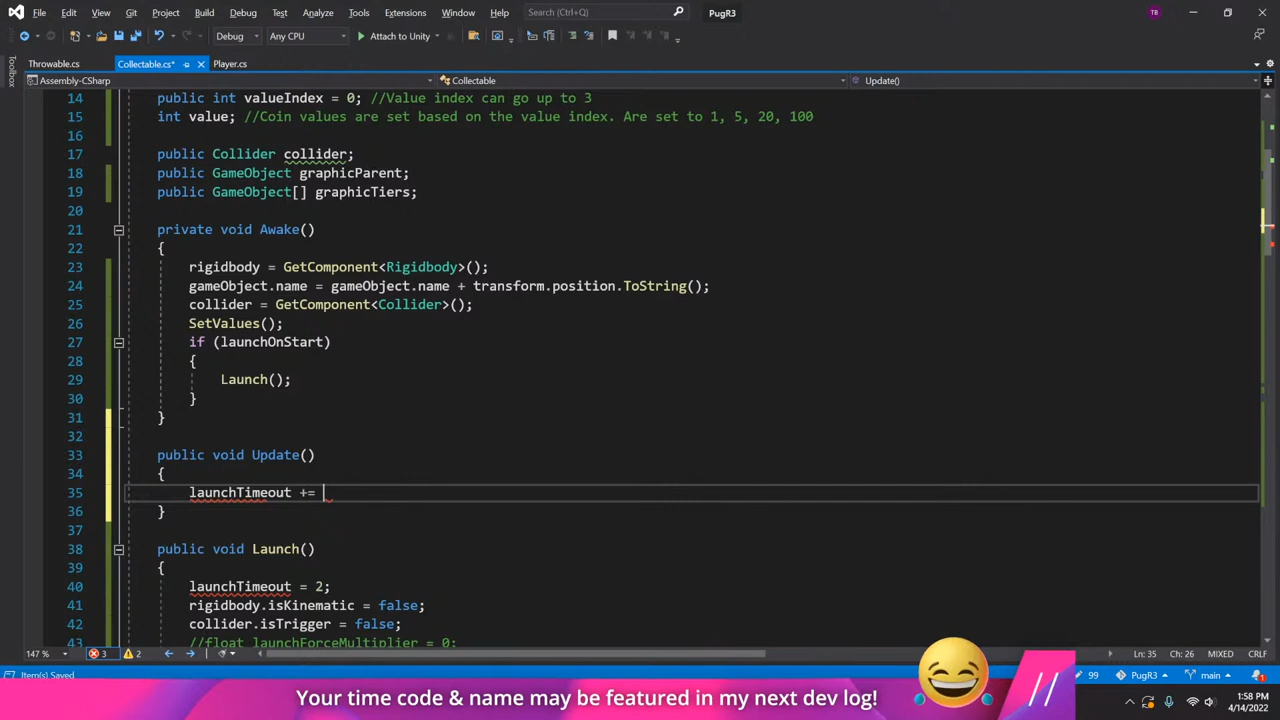 File Edit View Git Project Build Debug Test Analyze Tools Extensions Window Help Search (Ctrl+Q) PugR3 TB
Debug Any CPU Attach to Unity
Toolbox
Throwable.cs Collectable.cs* Player.cs
Assembly-CSharp Collectable Update()
14 public int valueIndex = 0; //Value index can go up to 3
15 int value; //Coin values are set based on the value index. Are set to 1, 5, 20, 100
16
17 public Collider collider;
18 public GameObject graphicParent;
19 public GameObject[] graphicTiers;
20
21 private void Awake()
22 {
23 rigidbody = GetComponent<Rigidbody>();
24 gameObject.name = gameObject.name + transform.position.ToString();
25 collider = GetComponent<Collider>();
26 SetValues();
27 if (launchOnStart)
28 {
29 Launch();
30 }
31 }
32
33 public void Update()
34 {
35 launchTimeout +=
36 }
37
38 public void Launch()
39 {
40 launchTimeout = 2;
41 rigidbody.isKinematic = false;
42 collider.isTrigger = false;
43 //float launchForceMultiplier = 0;
147 % 3 2 Ln: 35 Ch: 26 MIXED CRLF
Item(s) Saved 99 PugR3 main 1
Your time code & name may be featured in my next dev log! //
1:58 PM
4/14/2022